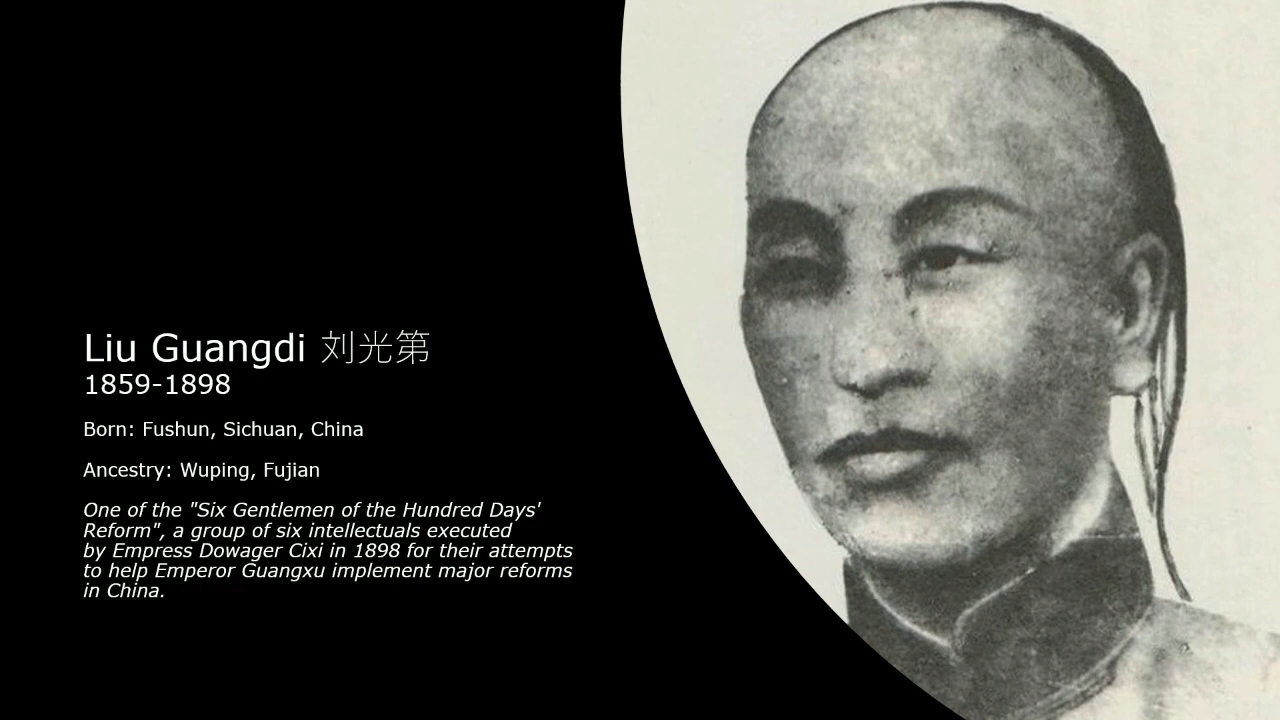 Liu Guangdi 刘光第
1859-1898
Born: Fushun, Sichuan, China
Ancestry: Wuping, Fujian
One of the "Six Gentlemen of the Hundred Days'
Reform", a group of six intellectuals executed
by Empress Dowager Cixi in 1898 for their attempts
to help Emperor Guangxu implement major reforms
in China.